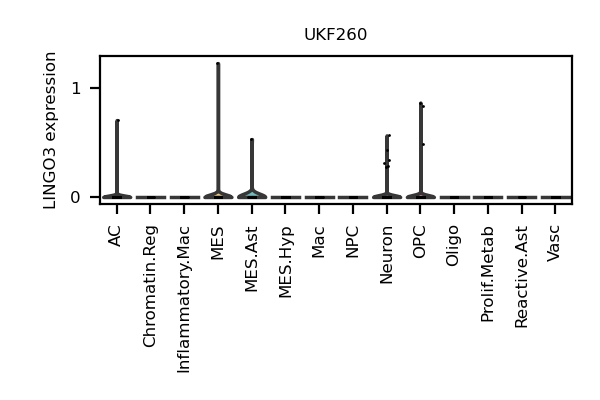 UKF260
LINGO3 expression
1
0
AC
Chromatin.Reg
Inflammatory.Mac
MES
MES.Ast
MES.Hyp
Mac
NPC
Neuron
OPC
Oligo
Prolif.Metab
Reactive.Ast
Vasc